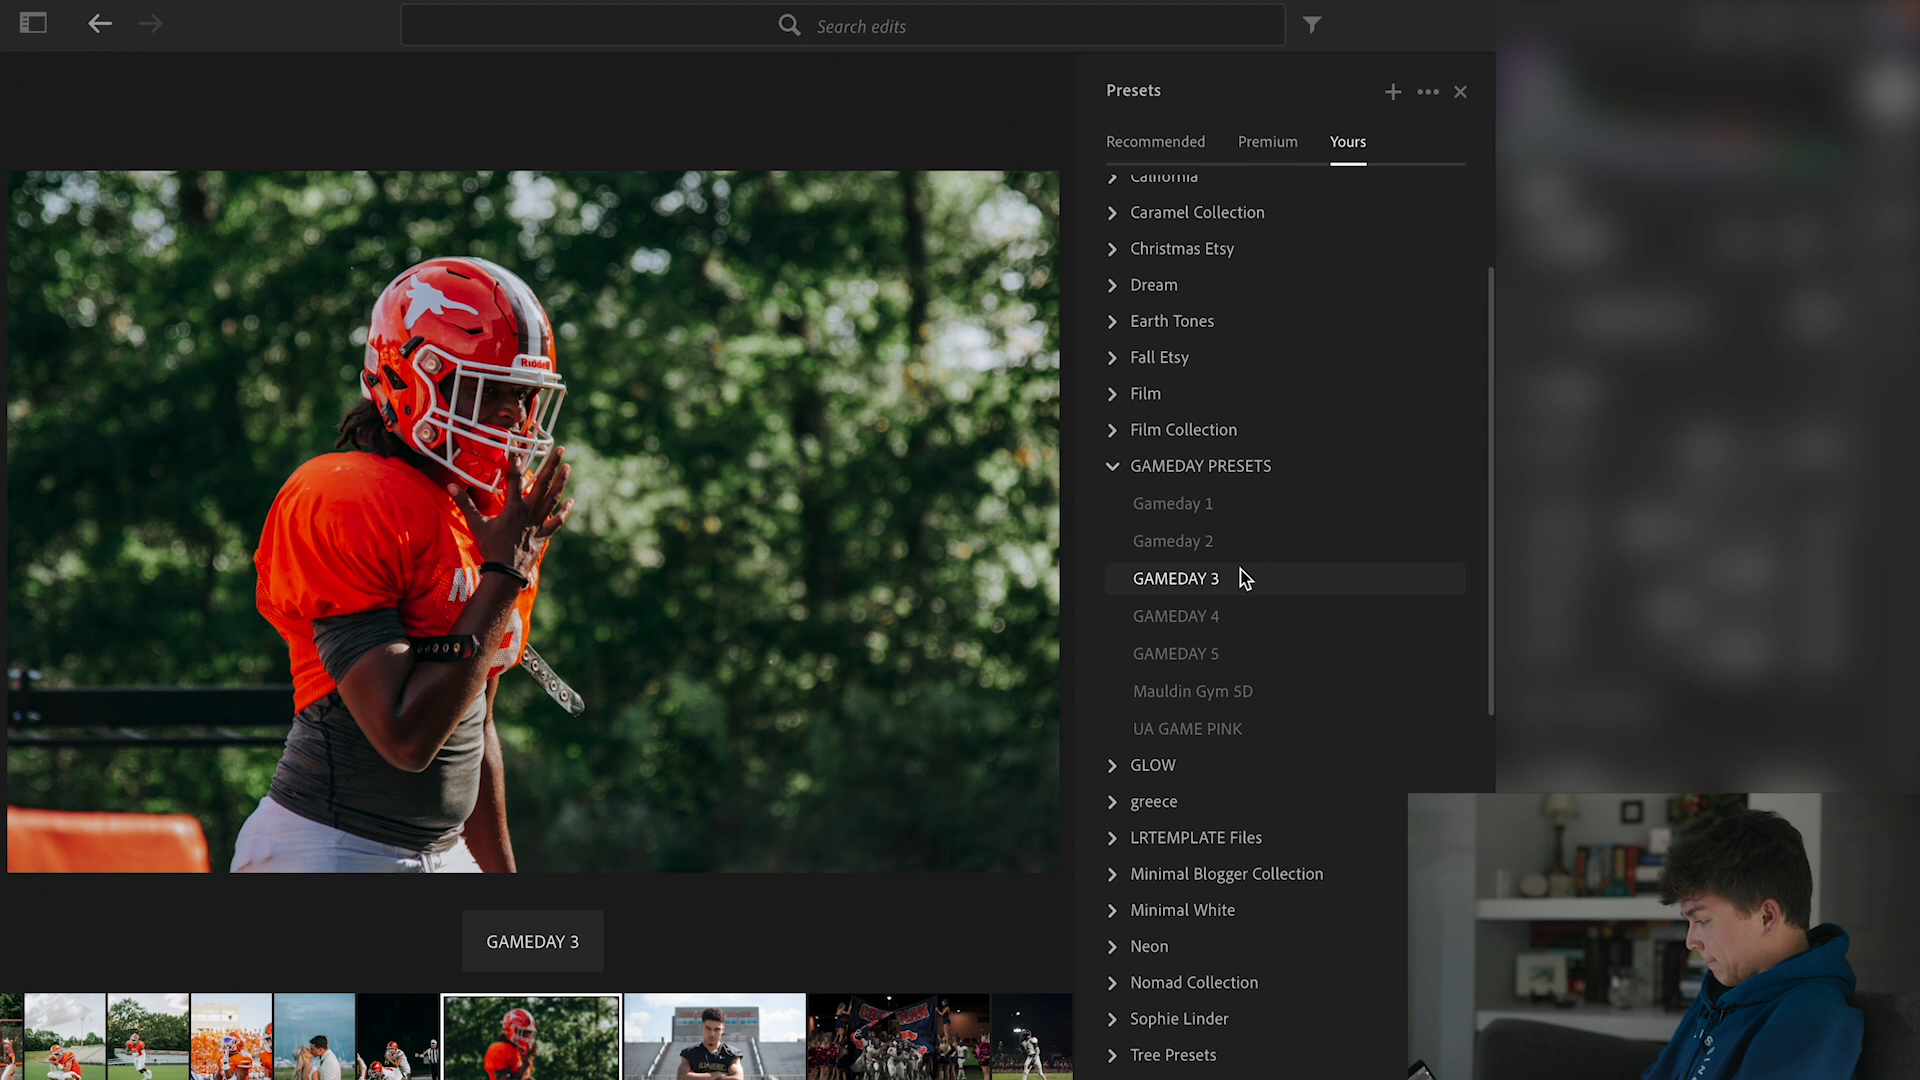 Search edits
Presets
Recommended
Premium
Yours
California
Caramel Collection
Christmas Etsy
Dream
Earth Tones
Fall Etsy
Film
Film Collection
GAMEDAY PRESETS
Gameday 1
Gameday 2
GAMEDAY 3
GAMEDAY 4
GAMEDAY 5
Mauldin Gym 5D
UA GAME PINK
GLOW
greece
LRTEMPLATE Files
Minimal Blogger Collection
Minimal White
Neon
Nomad Collection
Sophie Linder
Tree Presets
Riddell
GAMEDAY 3